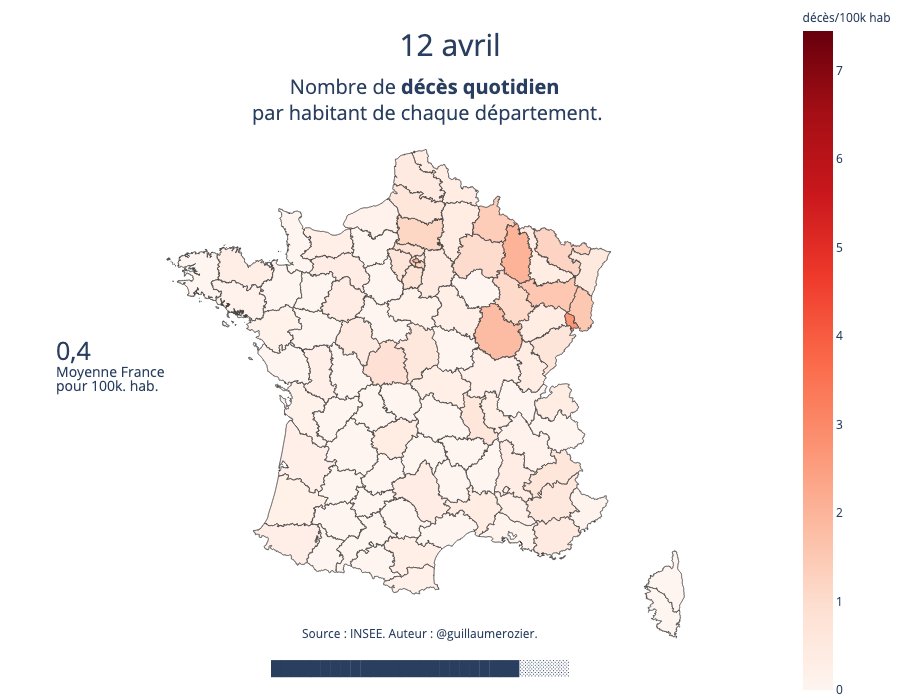 décès/100k hab
12 avril
Nombre de décès quotidien
par habitant de chaque département.
7
6
5
4
3
2
1
0
0,4
Moyenne France
pour 100k. hab.
Source : INSEE. Auteur : @guillaumerozier.